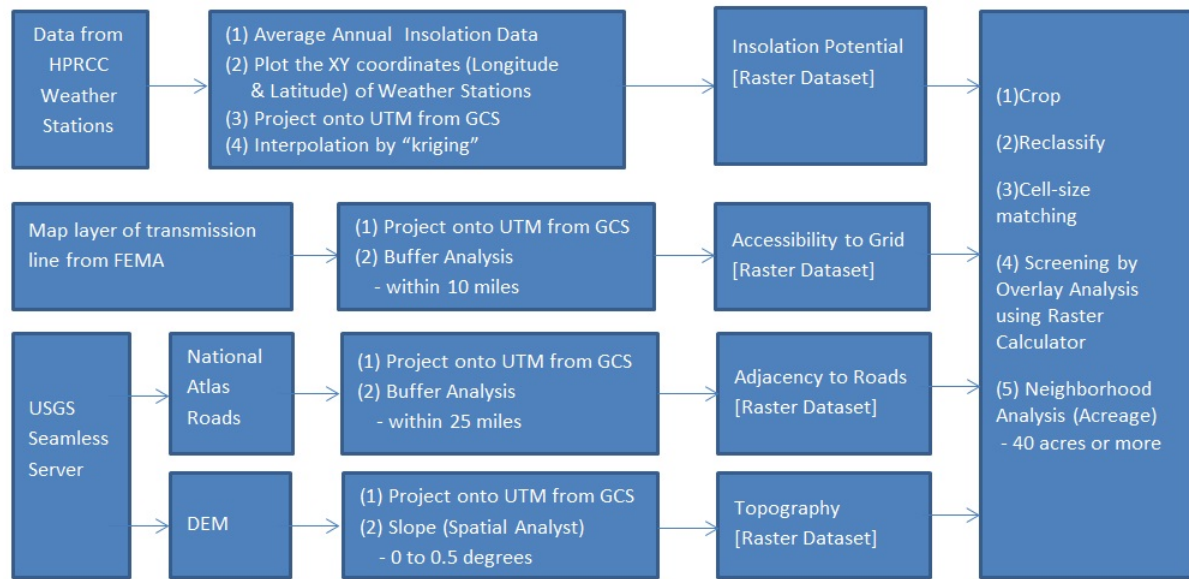 Data from
HPRCC
Weather
Stations
(1) Average Annual Insolation Data
(2) Plot the XY coordinates (Longitude
& Latitude) of Weather Stations
(3) Project onto UTM from GCS
(4) Interpolation by “kriging”
Insolation Potential
[Raster Dataset]
Map layer of transmission
line from FEMA
(1) Project onto UTM from GCS
(2) Buffer Analysis
- within 10 miles
Accessibility to Grid
[Raster Dataset]
USGS
Seamless
Server
National
Atlas
Roads
(1) Project onto UTM from GCS
(2) Buffer Analysis
- within 25 miles
Adjacency to Roads
[Raster Dataset]
DEM
(1) Project onto UTM from GCS
(2) Slope (Spatial Analyst)
- 0 to 0.5 degrees
Topography
[Raster Dataset]
(1)Crop
(2)Reclassify
(3)Cell-size
matching
(4) Screening by
Overlay Analysis
using Raster
Calculator
(5) Neighborhood
Analysis (Acreage)
- 40 acres or more